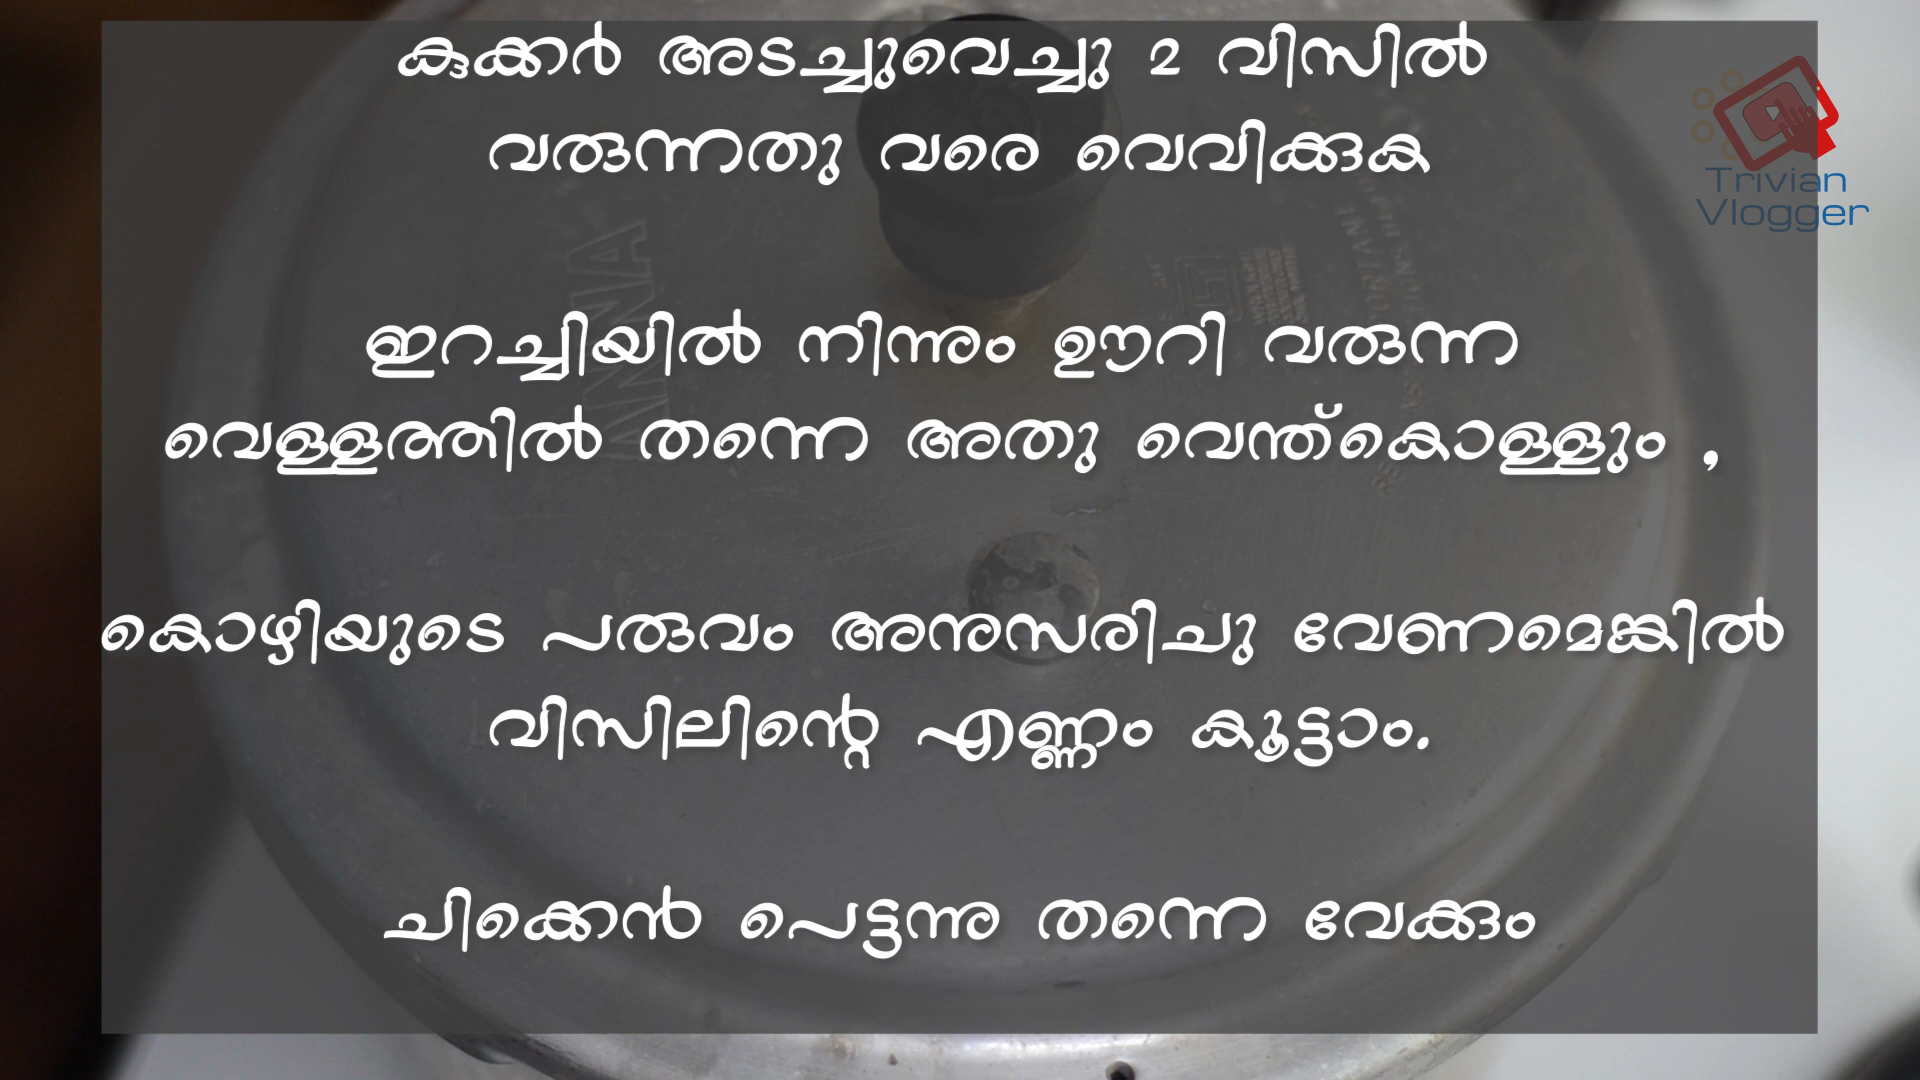 കുക്കർ അടച്ചുവെച്ചു 2 വിസിൽ
വരുന്നതു വരെ വെവിക്കുക
ഇറച്ചിയിൽ നിന്നും ഊറി വരുന്ന
വെള്ളത്തിൽ തന്നെ അതു വെന്ത്കൊള്ളും ,
കൊഴിയുടെ പരുവം അനുസരിചു വേണമെങ്കിൽ
വിസിലിന്റെ എണ്ണം കൂട്ടാം.
ചിക്കെൻ പെട്ടന്നു തന്നെ വേക്കും
Trivian
Vlogger